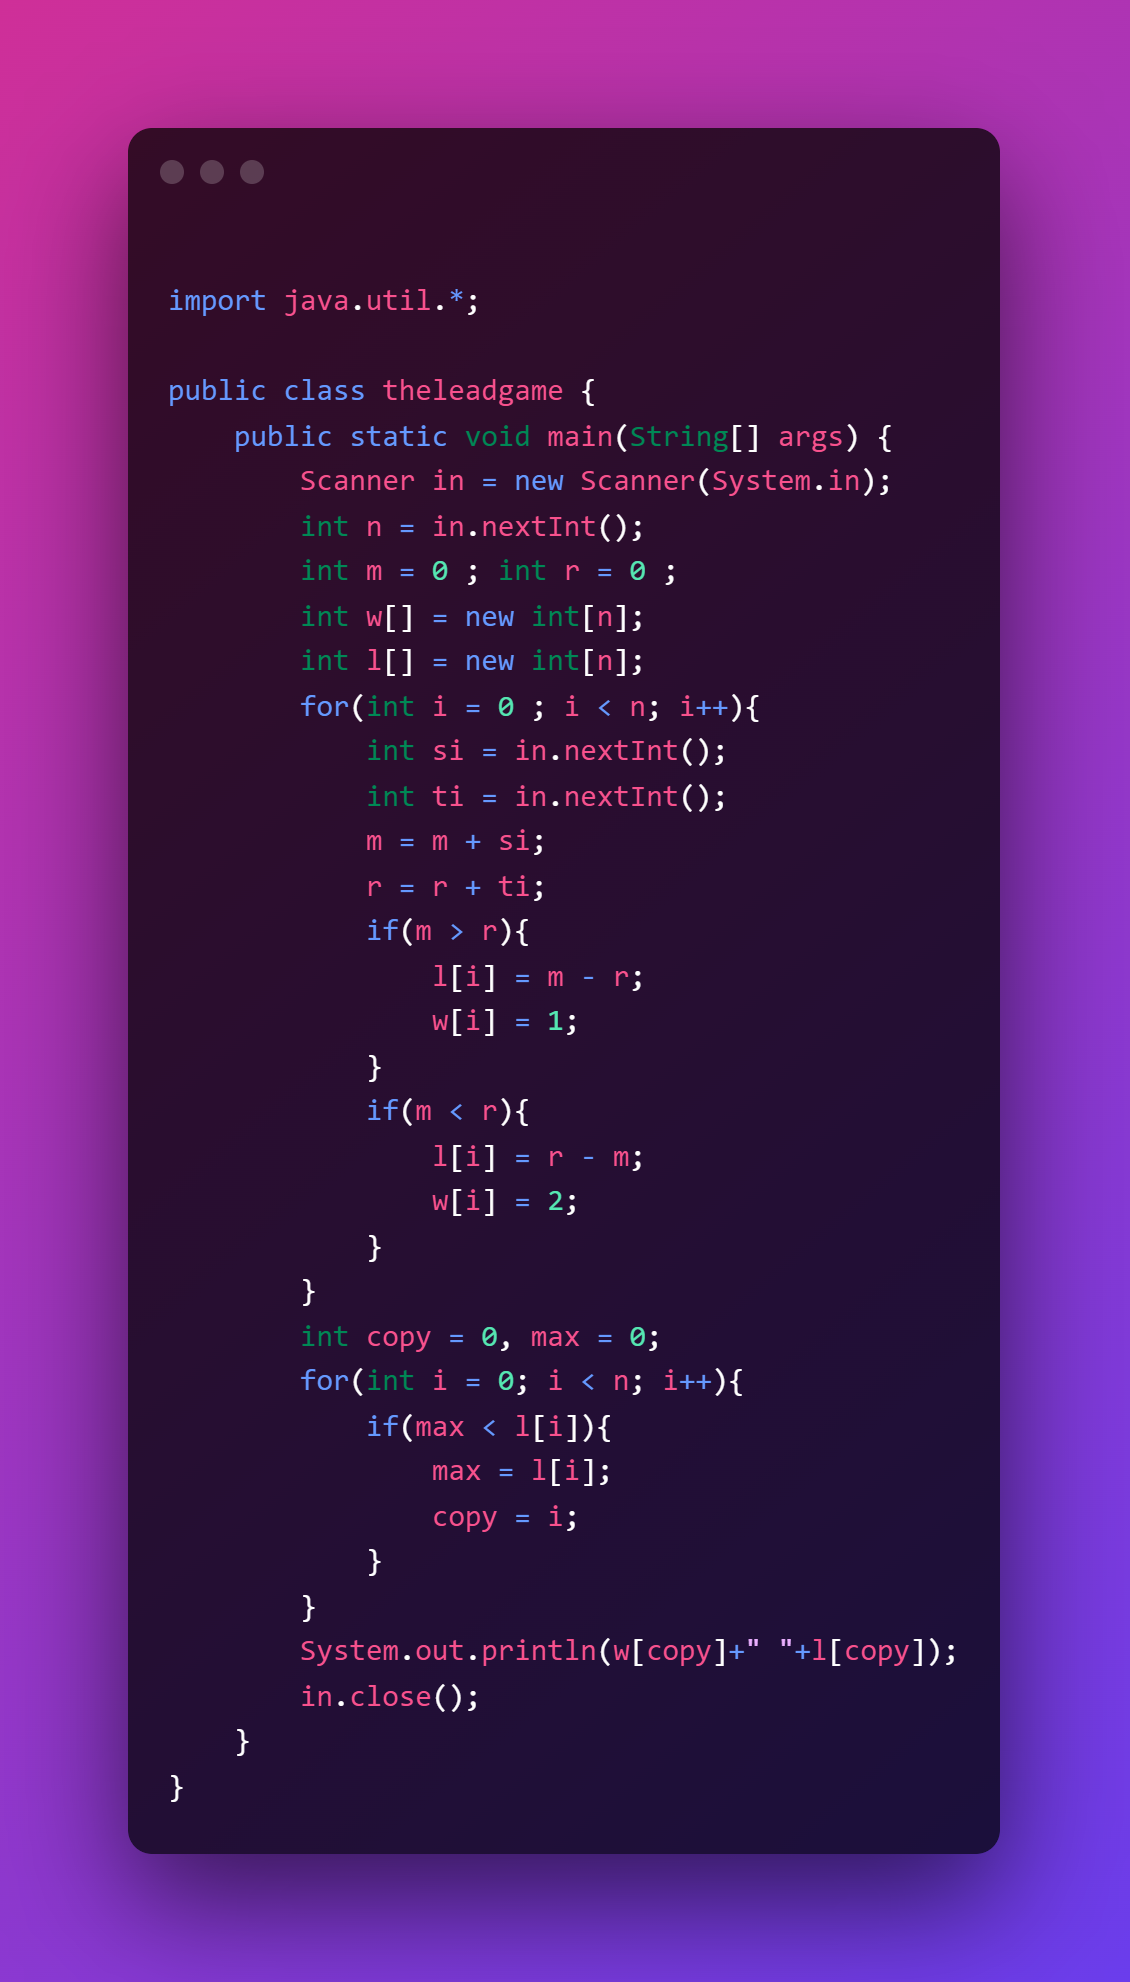 import java.util.*;

public class theleadgame {
    public static void main(String[] args) {
        Scanner in = new Scanner(System.in);
        int n = in.nextInt();
        int m = 0 ; int r = 0 ;
        int w[] = new int[n];
        int l[] = new int[n];
        for(int i = 0 ; i < n; i++){
            int si = in.nextInt();
            int ti = in.nextInt();
            m = m + si;
            r = r + ti;
            if(m > r){
                l[i] = m - r;
                w[i] = 1;
            }
            if(m < r){
                l[i] = r - m;
                w[i] = 2;
            }
        }
        int copy = 0, max = 0;
        for(int i = 0; i < n; i++){
            if(max < l[i]){
                max = l[i];
                copy = i;
            }
        }
        System.out.println(w[copy]+" "+l[copy]);
        in.close();
    }
}